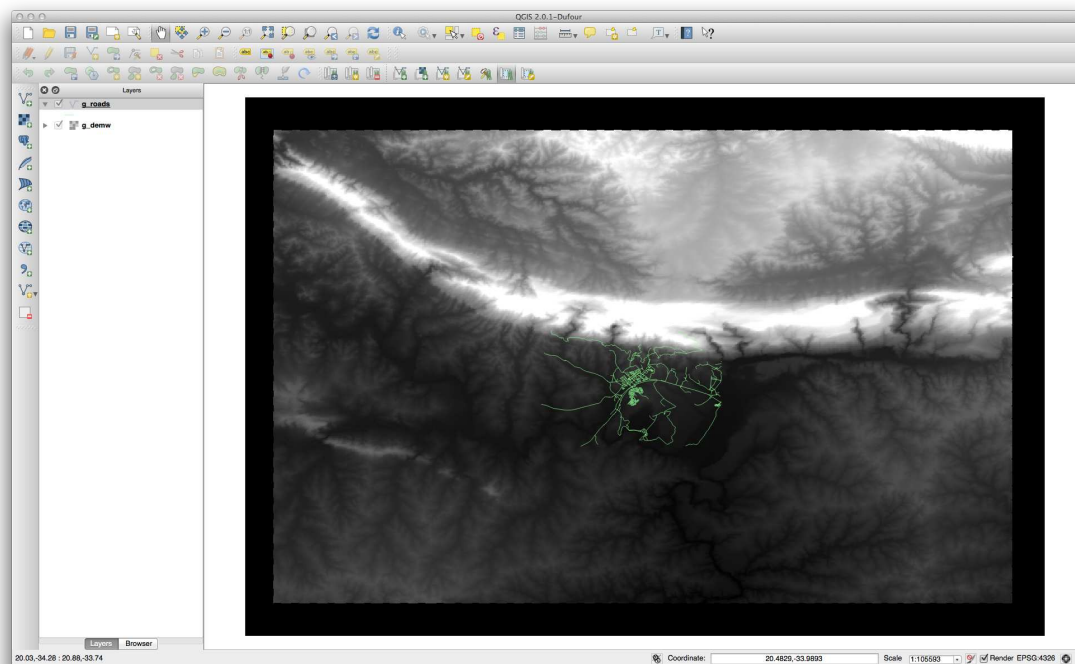 QGIS 2.0.1-Dufour
Layers
g_roads
g_demw
Layers Browser
20.03,-34.28 : 20.88,-33.74
Coordinate: 20.4829,-33.9893
Scale 1:105593
Render EPSG:4326